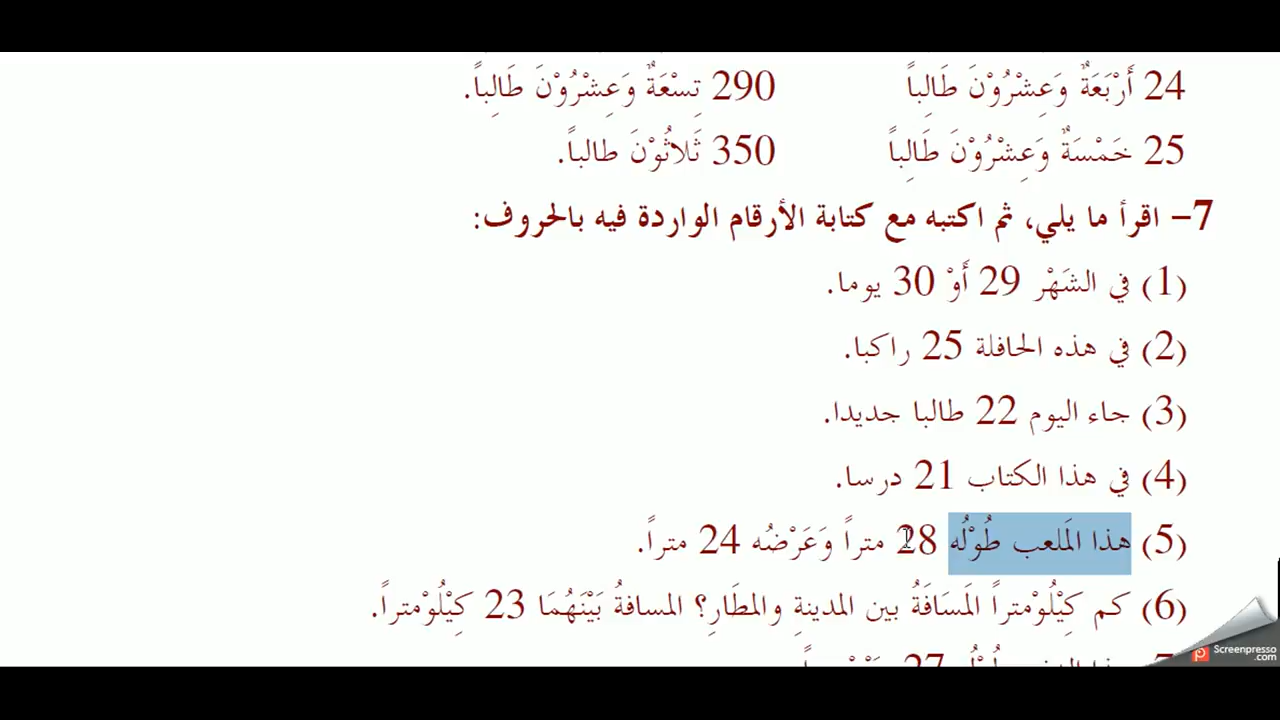 24 أَرْبَعَةٌ وَعِشْرُوْنَ طَالِباً 290 تِسْعَةٌ وَعِشْرُوْنَ طَالِباً.
25 خَمْسَةٌ وَعِشْرُوْنَ طَالِباً 350 ثَلاثُوْنَ طالباً.
7- اقرأ ما يلي، ثم اكتبه مع كتابة الأرقام الواردة فيه بالحروف:
(1) في الشَهْر 29 أَوْ 30 يوما.
(2) في هذه الحافلة 25 راكبا.
(3) جاء اليوم 22 طالبا جديدا.
(4) في هذا الكتاب 21 درسا.
(5) هذا المَلعب طُوْلُه 28 متراً وَعَرْضُه 24 متراً.
(6) كم كِيْلُوْمتراً المَسَافَةُ بين المدينةِ والمطَارِ؟ المسافةُ بَيْنَهُمَا 23 كِيْلُوْمتراً.
Screenpresso.com